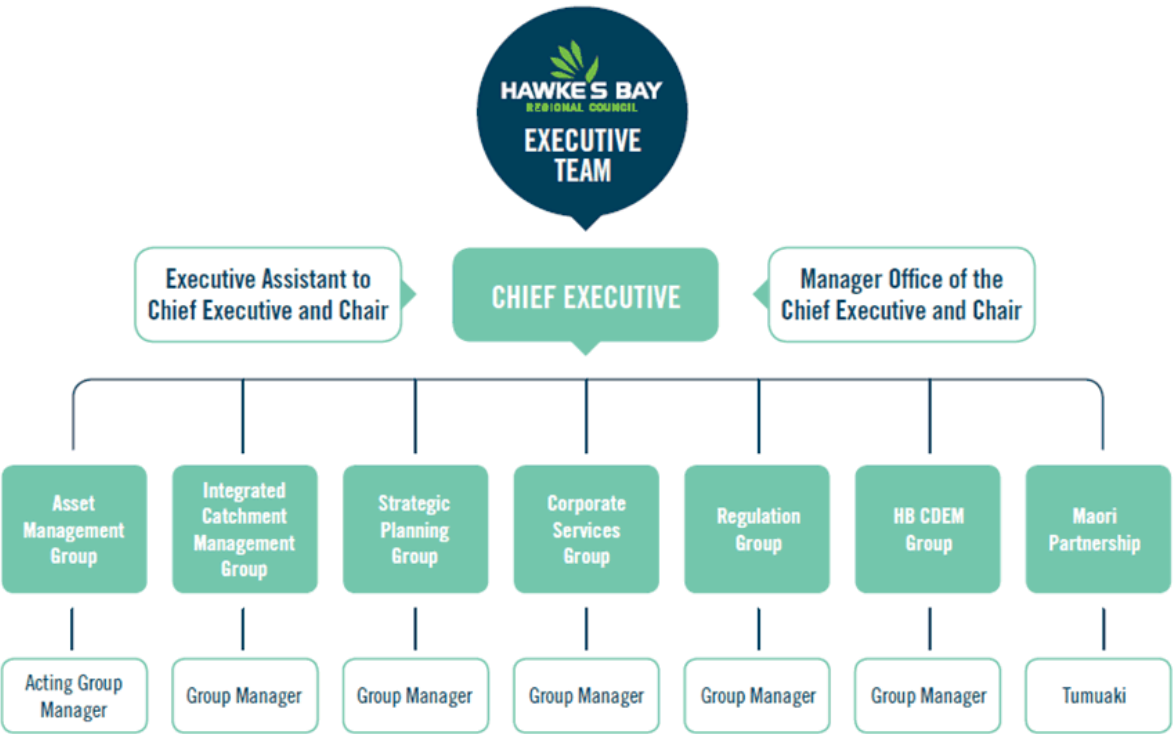 HAWKE'S BAY
REGIONAL COUNCIL
EXECUTIVE
TEAM
Executive Assistant to
Chief Executive and Chair
CHIEF EXECUTIVE
Manager Office of the
Chief Executive and Chair
Asset
Management
Group
Integrated
Catchment
Management
Group
Strategic
Planning
Group
Corporate
Services
Group
Regulation
Group
HB CDEM
Group
Maori
Partnership
Acting Group
Manager
Group Manager
Group Manager
Group Manager
Group Manager
Group Manager
Tumuaki